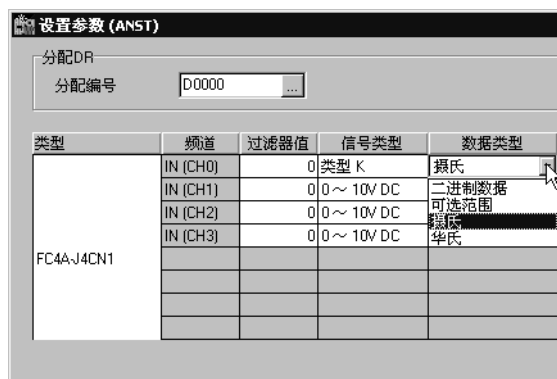 设置参数 (ANST)
分配DR
分配编号 D0000 ...
类型 频道 过滤器值 信号类型 数据类型
IN (CH0) 0 类型 K 摄氏
IN (CH1) 0 0～ 10V DC 二进制数据
可选范围
IN (CH2) 0 0～ 10V DC 摄氏
IN (CH3) 0 0～ 10V DC 华氏
FC4A-J4CN1